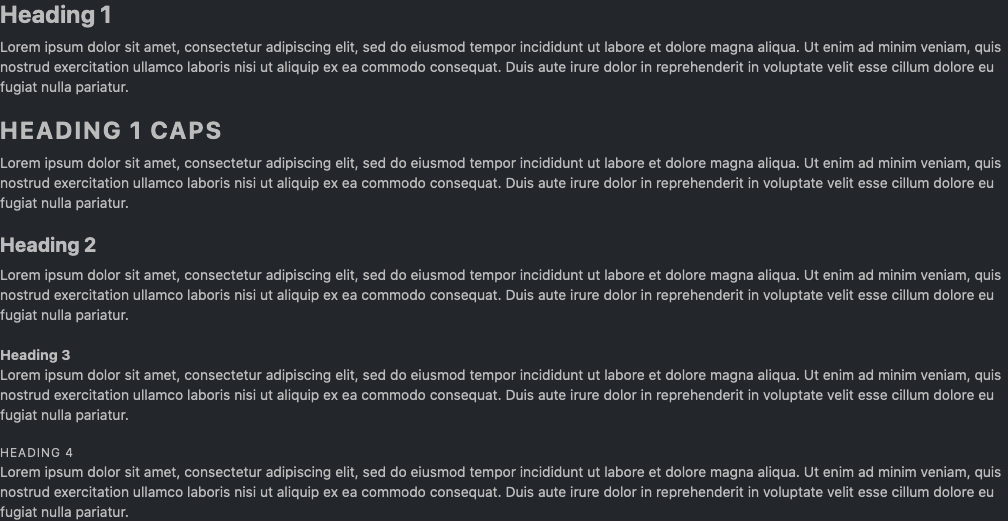 Heading 1
Lorem ipsum dolor sit amet, consectetur adipiscing elit, sed do eiusmod tempor incididunt ut labore et dolore magna aliqua. Ut enim ad minim veniam, quis
nostrud exercitation ullamco laboris nisi ut aliquip ex ea commodo consequat. Duis aute irure dolor in reprehenderit in voluptate velit esse cillum dolore eu
fugiat nulla pariatur.
HEADING 1 CAPS
Lorem ipsum dolor sit amet, consectetur adipiscing elit, sed do eiusmod tempor incididunt ut labore et dolore magna aliqua. Ut enim ad minim veniam, quis
nostrud exercitation ullamco laboris nisi ut aliquip ex ea commodo consequat. Duis aute irure dolor in reprehenderit in voluptate velit esse cillum dolore eu
fugiat nulla pariatur.
Heading 2
Lorem ipsum dolor sit amet, consectetur adipiscing elit, sed do eiusmod tempor incididunt ut labore et dolore magna aliqua. Ut enim ad minim veniam, quis
nostrud exercitation ullamco laboris nisi ut aliquip ex ea commodo consequat. Duis aute irure dolor in reprehenderit in voluptate velit esse cillum dolore eu
fugiat nulla pariatur.
Heading 3
Lorem ipsum dolor sit amet, consectetur adipiscing elit, sed do eiusmod tempor incididunt ut labore et dolore magna aliqua. Ut enim ad minim veniam, quis
nostrud exercitation ullamco laboris nisi ut aliquip ex ea commodo consequat. Duis aute irure dolor in reprehenderit in voluptate velit esse cillum dolore eu
fugiat nulla pariatur.
HEADING 4
Lorem ipsum dolor sit amet, consectetur adipiscing elit, sed do eiusmod tempor incididunt ut labore et dolore magna aliqua. Ut enim ad minim veniam, quis
nostrud exercitation ullamco laboris nisi ut aliquip ex ea commodo consequat. Duis aute irure dolor in reprehenderit in voluptate velit esse cillum dolore eu
fugiat nulla pariatur.